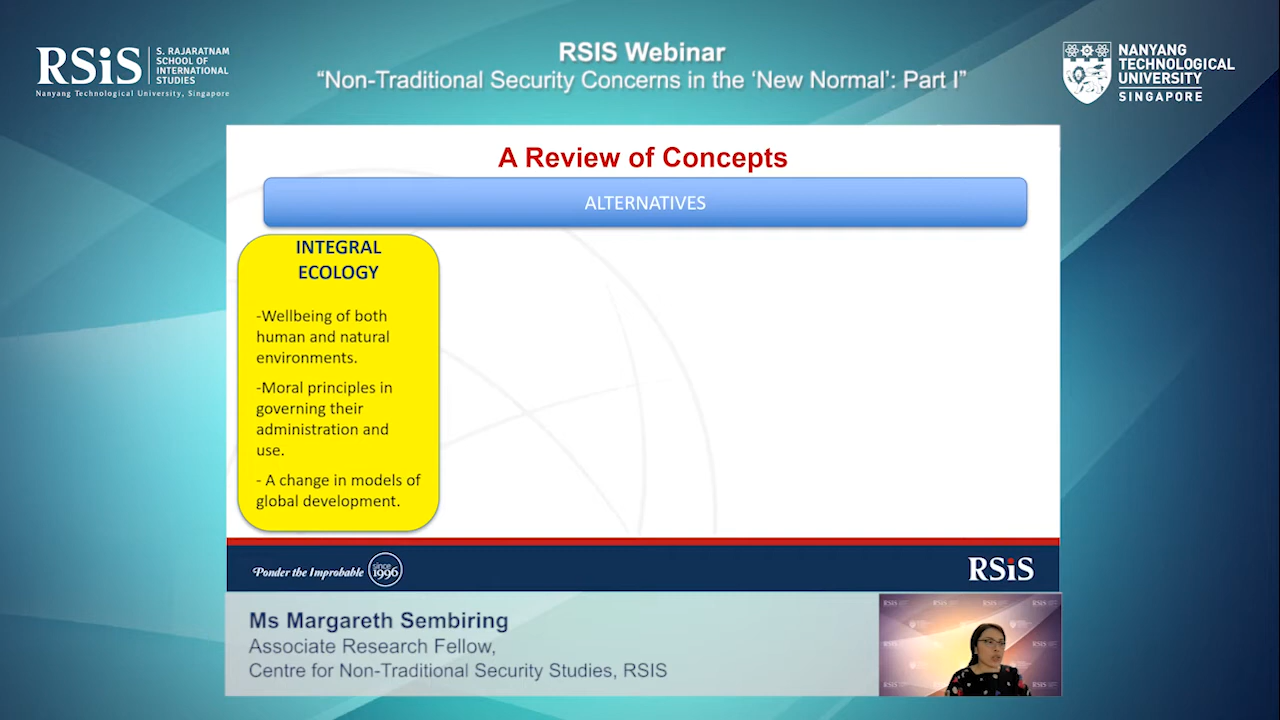 RSiS
S. RAJARATNAM
SCHOOL OF
INTERNATIONAL
STUDIES
Nanyang Technological University, Singapore
RSIS Webinar
“Non-Traditional Security Concerns in the ‘New Normal’: Part I”
NANYANG
TECHNOLOGICAL
UNIVERSITY
SINGAPORE
A Review of Concepts
ALTERNATIVES
INTEGRAL
ECOLOGY
-Wellbeing of both
human and natural
environments.
-Moral principles in
governing their
administration and
use.
- A change in models of
global development.
Ponder the Improbable
since
1996
RSiS
Ms Margareth Sembiring
Associate Research Fellow,
Centre for Non-Traditional Security Studies, RSIS